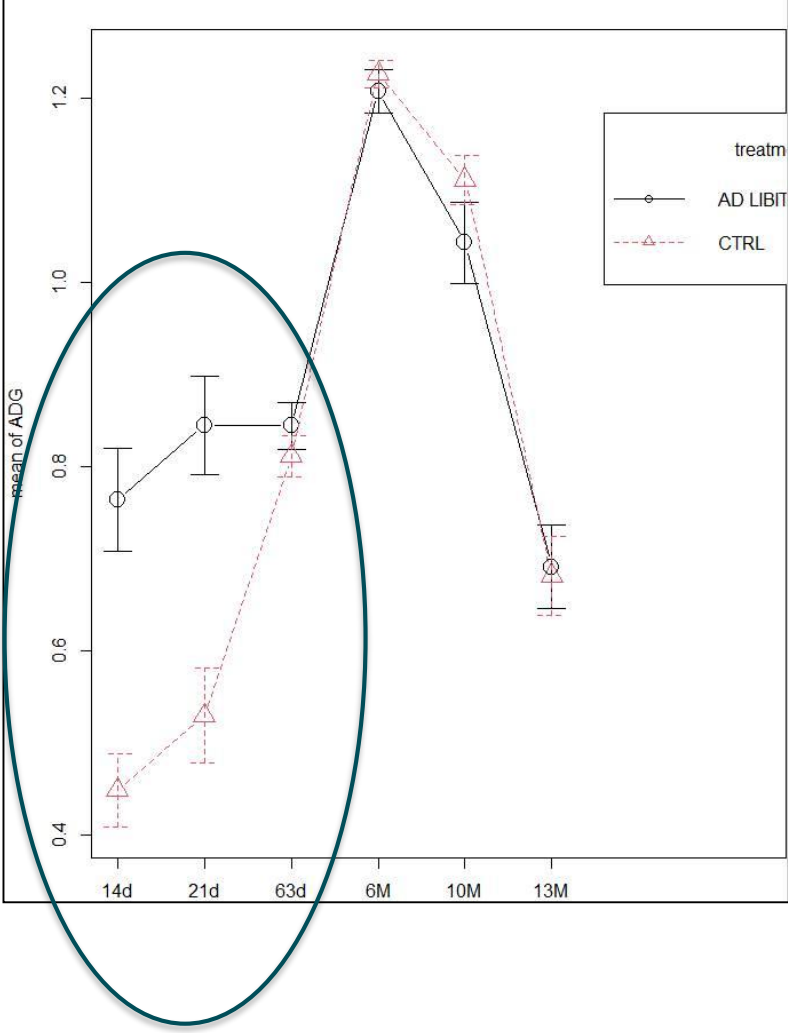 mean of ADG
1.2
1.0
0.8
0.6
0.4
14d 21d 63d 6M 10M 13M
treatm
AD LIBIT
CTRL